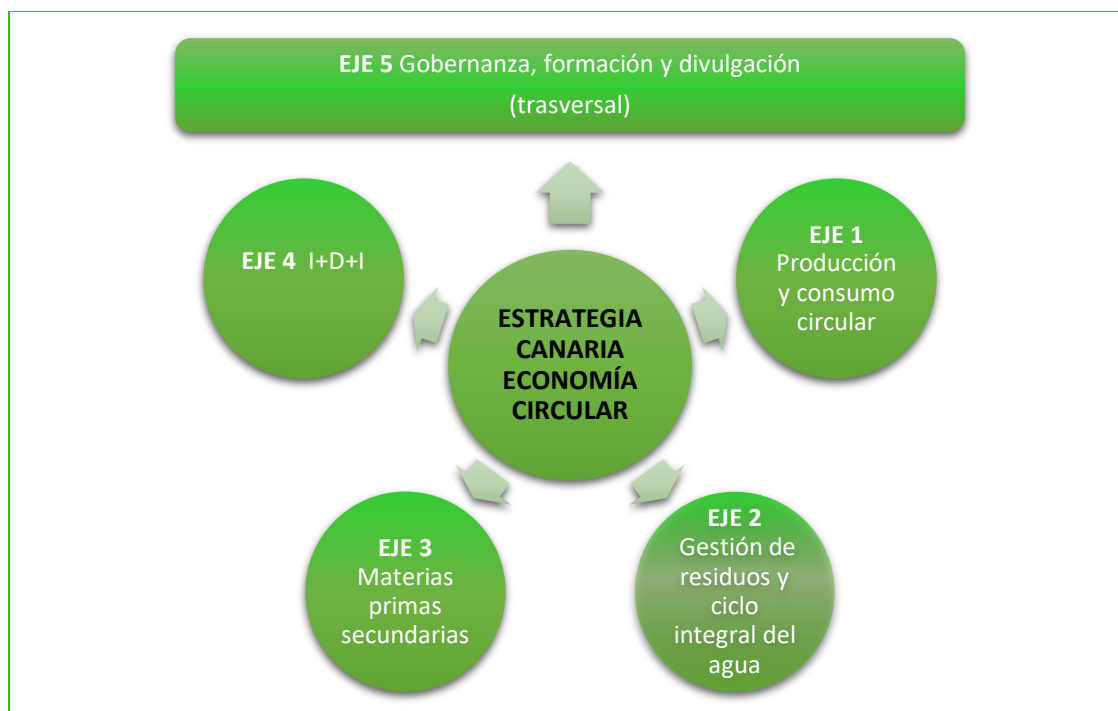 EJE 5 Gobernanza, formación y divulgación
(trasversal)
EJE 4 I+D+I
EJE 1
Producción
y consumo
circular
ESTRATEGIA
CANARIA
ECONOMÍA
CIRCULAR
EJE 3
Materias
primas
secundarias
EJE 2
Gestión de
residuos y
ciclo
integral del
agua